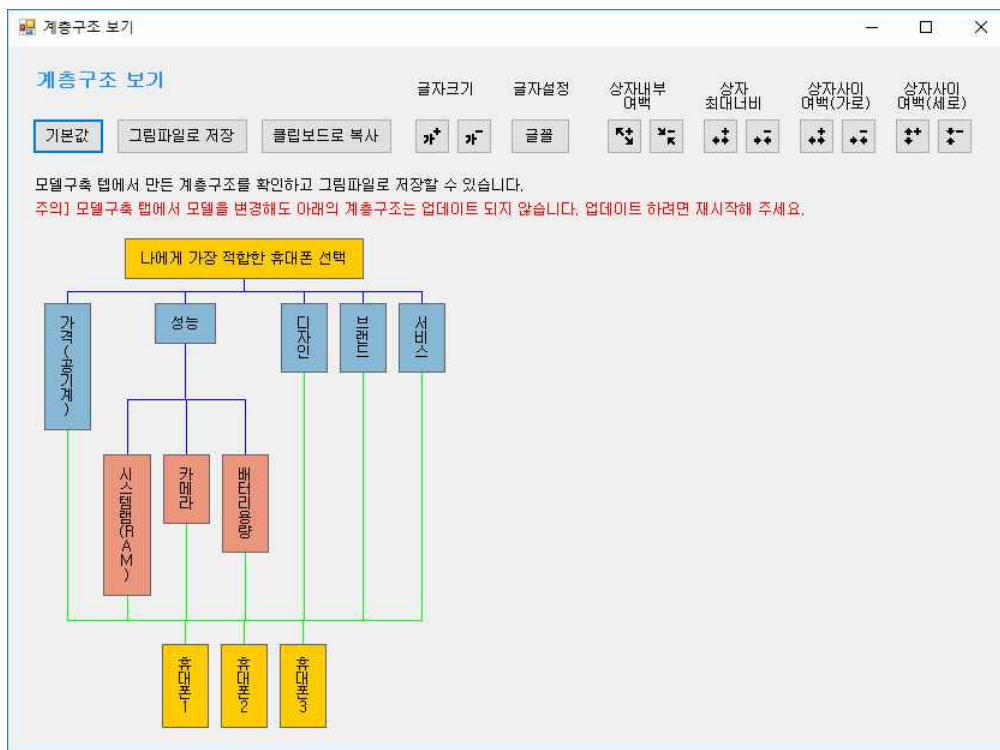 계층구조 보기
계층구조 보기
글자크기
글자설정
상자내부
여백
상자
최대너비
상자사이
여백(가로)
상자사이
여백(세로)
기본값
그림파일로 저장
클립보드로 복사
가+
가-
글꼴
모델구축 텝에서 만든 계층구조를 확인하고 그림파일로 저장할 수 있습니다.
주의] 모델구축 탭에서 모델을 변경해도 아래의 계층구조는 업데이트 되지 않습니다. 업데이트 하려면 재시작해 주세요.
나에게 가장 적합한 휴대폰 선택
가격(공기계)
성능
디자인
브랜드
서비스
시스템램(RAM)
카메라
배터리용량
휴대폰1
휴대폰2
휴대폰3